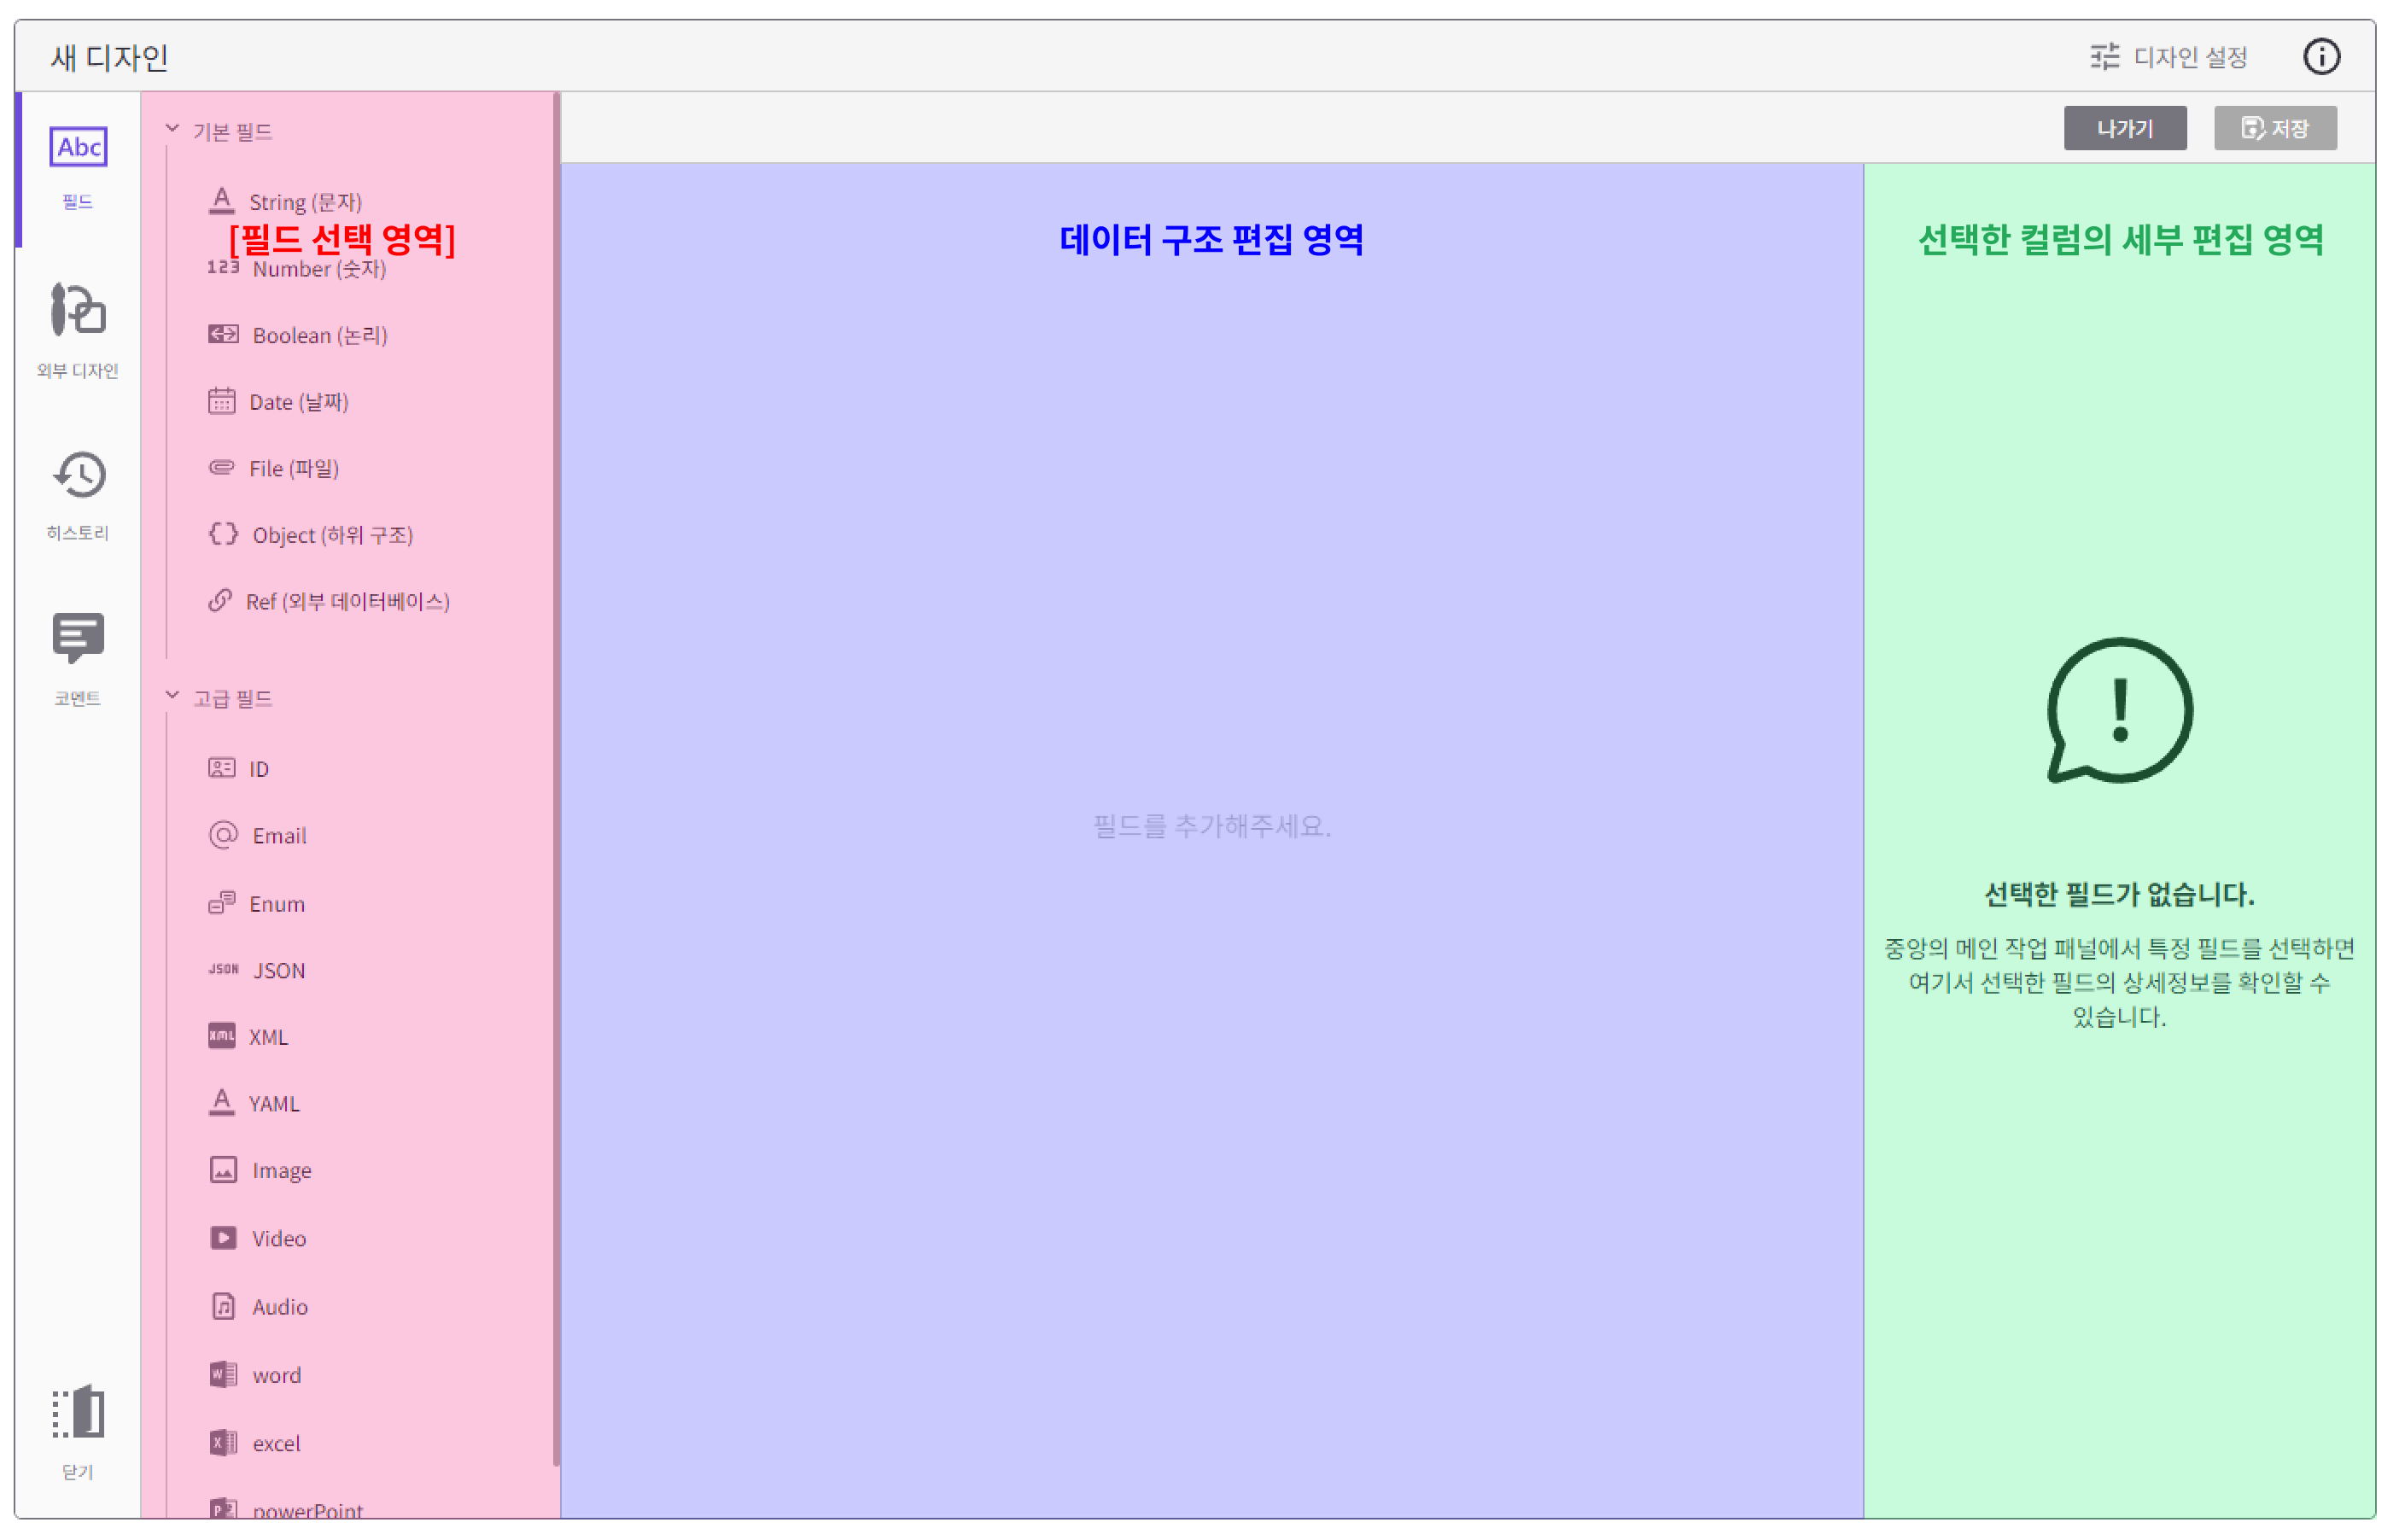 새 디자인
디자인 설정
나가기
저장
Abc
필드
외부 디자인
히스토리
코멘트
닫기
기본 필드
String (문자)
[필드 선택 영역]
123 Number (숫자)
Boolean (논리)
Date (날짜)
File (파일)
Object (하위 구조)
Ref (외부 데이터베이스)
고급 필드
ID
Email
Enum
JSON JSON
XML XML
YAML
Image
Video
Audio
word
excel
powerPoint
데이터 구조 편집 영역
필드를 추가해주세요.
선택한 컬럼의 세부 편집 영역
선택한 필드가 없습니다.
중앙의 메인 작업 패널에서 특정 필드를 선택하면
여기서 선택한 필드의 상세정보를 확인할 수
있습니다.